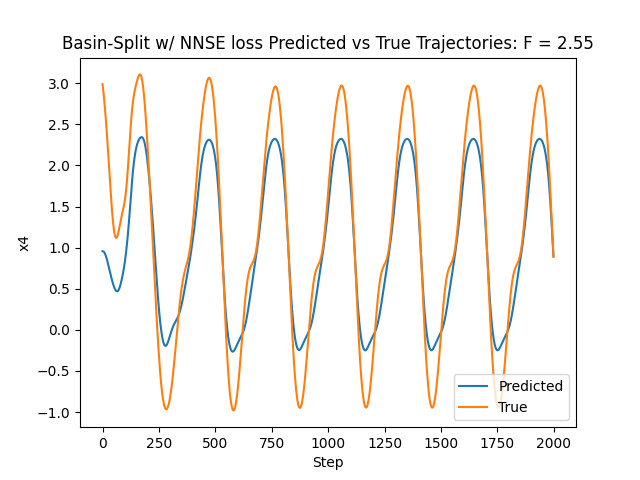 Basin-Split w/ NNSE loss Predicted vs True Trajectories: F = 2.55
3.0
2.5
2.0
1.5
1.0
0.5
0.0
−0.5
−1.0
x4
Predicted
True
0 250 500 750 1000 1250 1500 1750 2000
Step